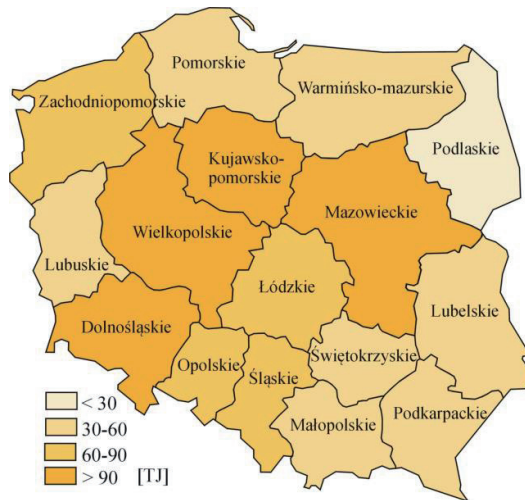 Pomorskie
Warmińsko-mazurskie
Zachodniopomorskie
Podlaskie
Kujawsko-
pomorskie
Mazowieckie
Wielkopolskie
Lubuskie
Łódzkie
Lubelskie
Dolnośląskie
Opolskie
Śląskie
Świętokrzyskie
Małopolskie
Podkarpackie
< 30
30-60
60-90
> 90 [TJ]